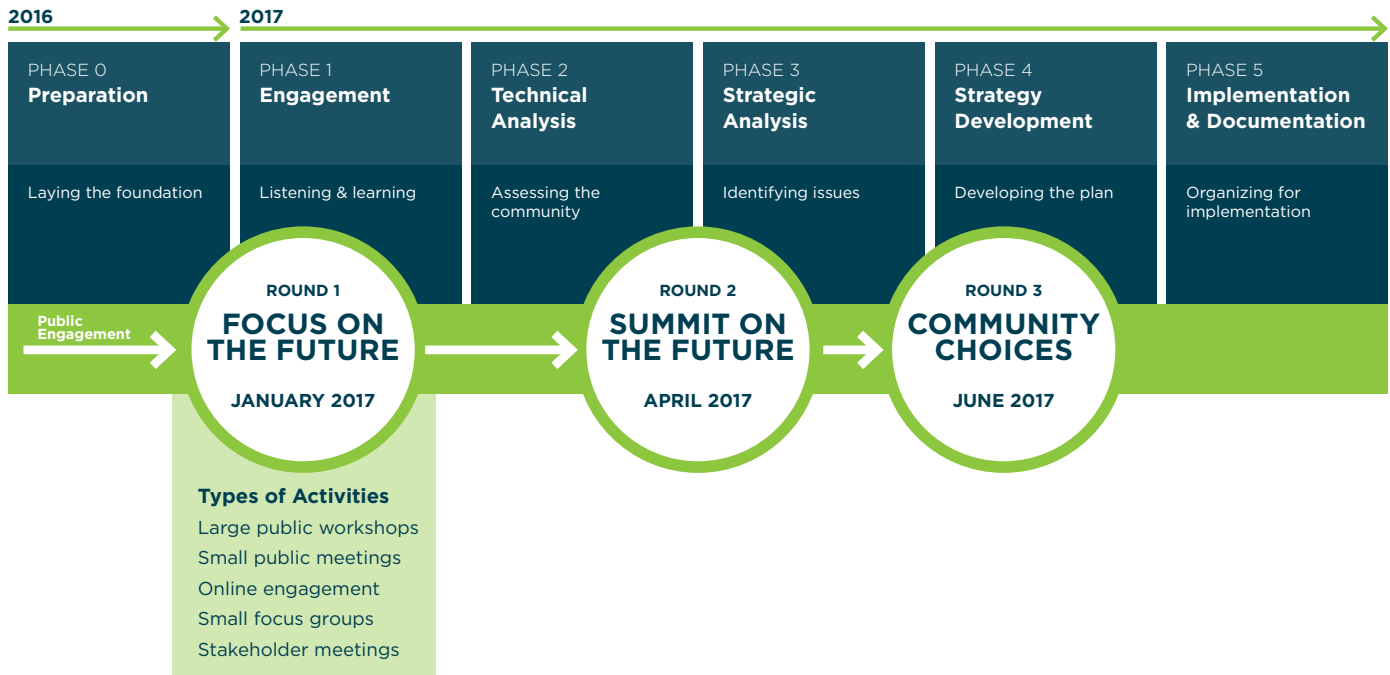 2016
2017
PHASE 0
Preparation
Laying the foundation
PHASE 1
Engagement
Listening & learning
PHASE 2
Technical
Analysis
Assessing the
community
PHASE 3
Strategic
Analysis
Identifying issues
PHASE 4
Strategy
Development
Developing the plan
PHASE 5
Implementation
& Documentation
Organizing for
implementation
Public
Engagement
ROUND 1
FOCUS ON
THE FUTURE
JANUARY 2017
ROUND 2
SUMMIT ON
THE FUTURE
APRIL 2017
ROUND 3
COMMUNITY
CHOICES
JUNE 2017
Types of Activities
Large public workshops
Small public meetings
Online engagement
Small focus groups
Stakeholder meetings